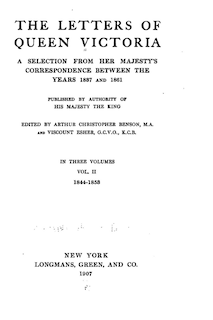 THE LETTERS OF
QUEEN VICTORIA
A SELECTION FROM HER MAJESTY'S
CORRESPONDENCE BETWEEN THE
YEARS 1837 AND 1861
PUBLISHED BY AUTHORITY OF
HIS MAJESTY THE KING
EDITED BY ARTHUR CHRISTOPHER BENSON, M.A.
AND VISCOUNT ESHER, G.C.V.O., K.C.B.
IN THREE VOLUMES
VOL. II
1844-1853
NEW YORK
LONGMANS, GREEN, AND CO.
1907